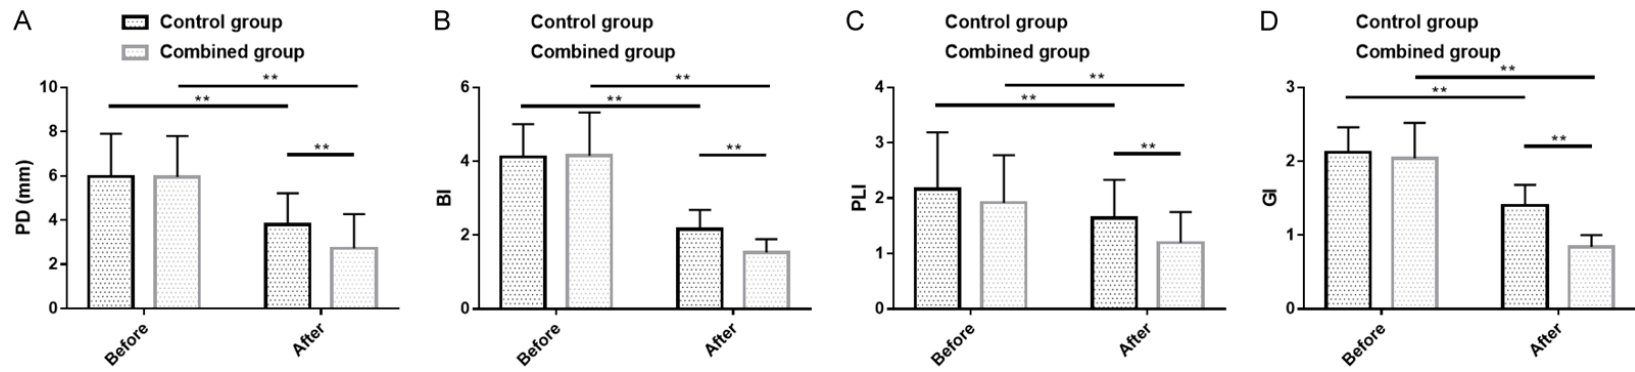 A
Control group
Combined group
**
**
**
PD (mm)
10
8
6
4
2
0
Before
After
B
Control group
Combined group
**
**
**
BI
6
4
2
0
Before
After
C
Control group
Combined group
**
**
**
PLI
4
3
2
1
0
Before
After
D
Control group
Combined group
**
**
**
GI
3
2
1
0
Before
After